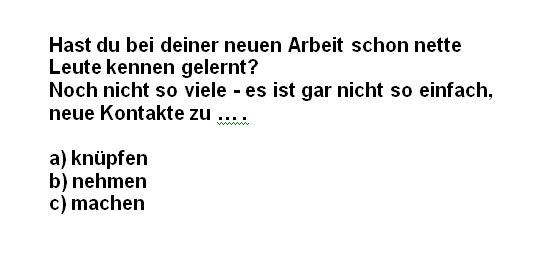 Hast du bei deiner neuen Arbeit schon nette
Leute kennen gelernt?
Noch nicht so viele - es ist gar nicht so einfach,
neue Kontakte zu ... .
a) knüpfen
b) nehmen
c) machen